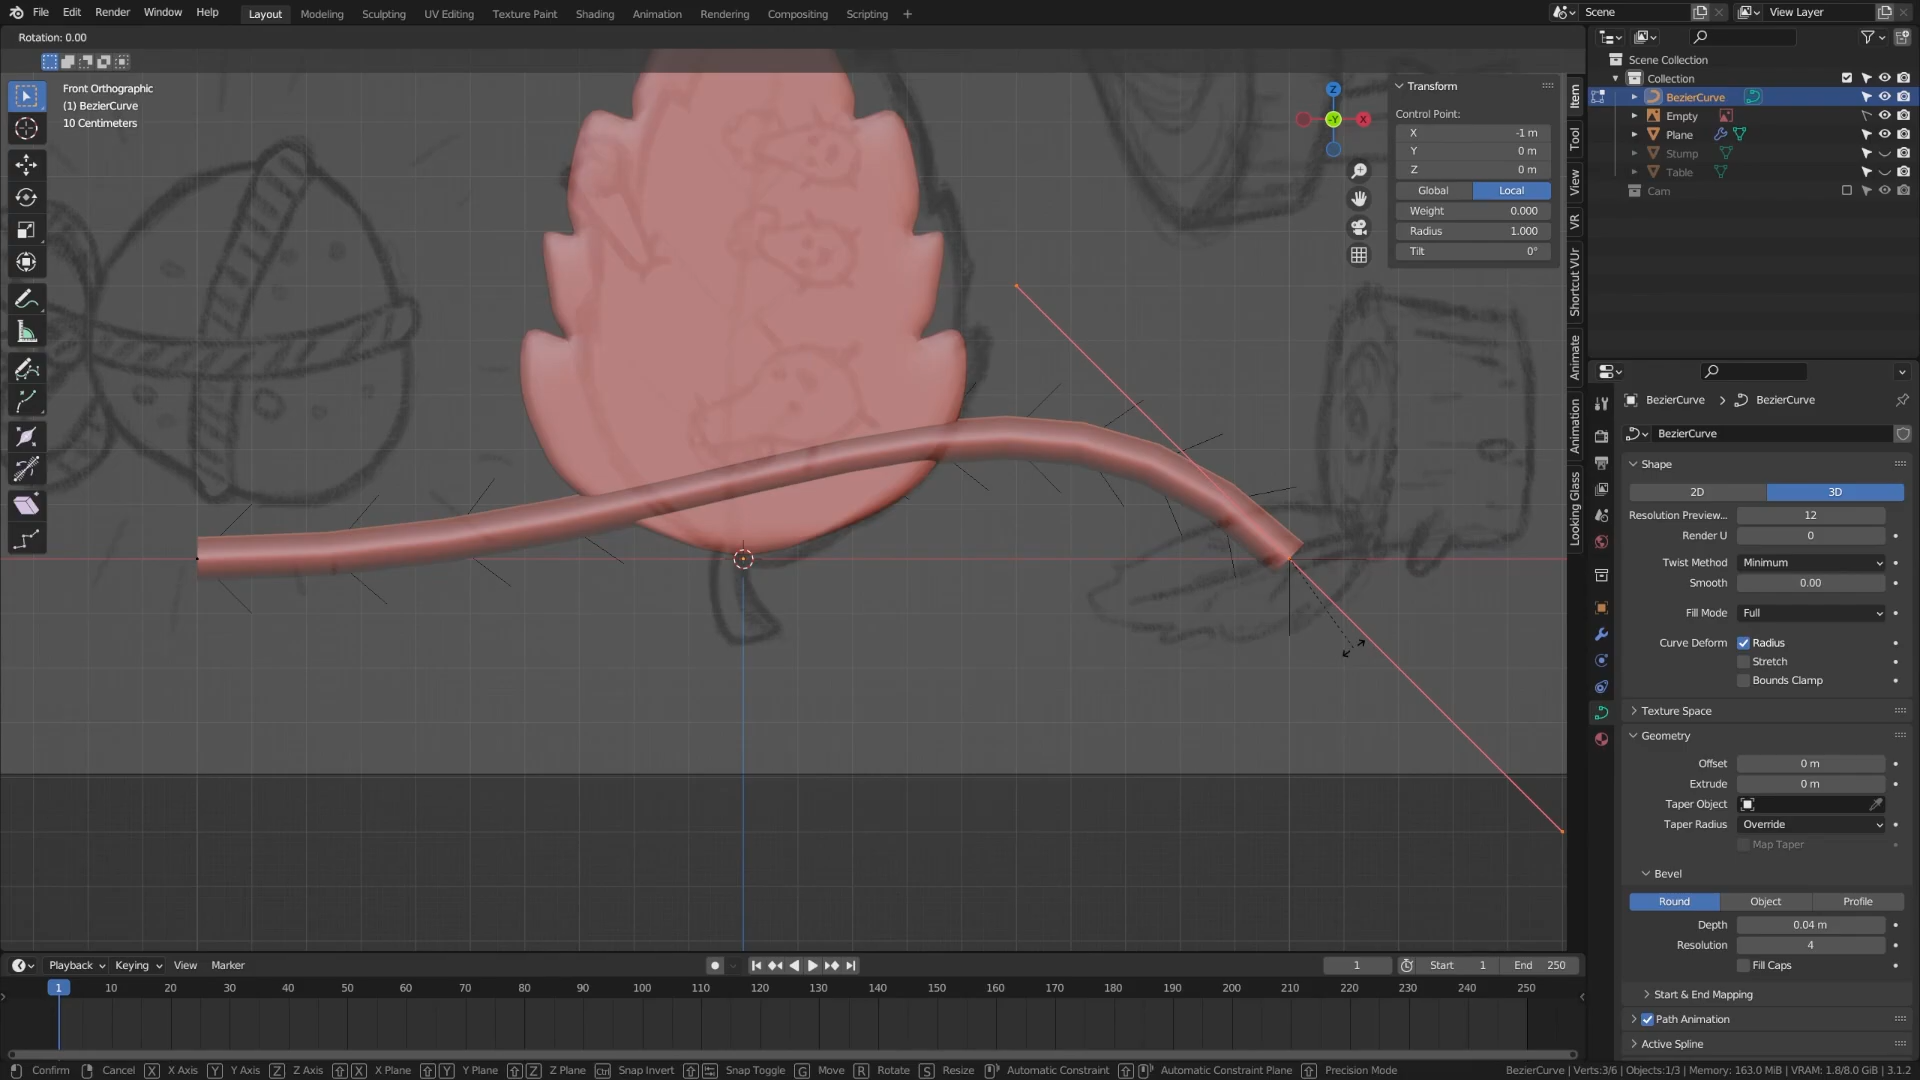 File Edit Render Window Help Layout Modeling Sculpting UV Editing Texture Paint Shading Animation Rendering Compositing Scripting + Scene View Layer
Rotation: 0.00
Front Orthographic
(1) BezierCurve
10 Centimeters
Z
-Y
X
Transform
Control Point:
X -1 m
Y 0 m
Z 0 m
Global Local
Weight 0.000
Radius 1.000
Tilt 0°
Item
Tool
View
VR
Shortcut VUr
Animate
Animation
Looking Glass
Scene Collection
Collection
BezierCurve
Empty
Plane
Stump
Table
Cam
BezierCurve > BezierCurve
BezierCurve
Shape
2D 3D
Resolution Preview... 12
Render U 0
Twist Method Minimum
Smooth 0.00
Fill Mode Full
Curve Deform Radius
Stretch
Bounds Clamp
Texture Space
Geometry
Offset 0 m
Extrude 0 m
Taper Object
Taper Radius Override
Map Taper
Bevel
Round Object Profile
Depth 0.04 m
Resolution 4
Fill Caps
Start & End Mapping
Path Animation
Active Spline
Playback Keying View Marker 1 Start 1 End 250
1 10 20 30 40 50 60 70 80 90 100 110 120 130 140 150 160 170 180 190 200 210 220 230 240 250
Confirm Cancel X X Axis Y Y Axis Z Z Axis X X Plane Y Y Plane Z Z Plane Ctrl Snap Invert Snap Toggle G Move R Rotate S Resize Automatic Constraint Automatic Constraint Plane Precision Mode BezierCurve | Verts:3/6 | Objects:1/3 | Memory: 163.0 MiB | VRAM: 1.8/8.0 GiB | 3.1.2